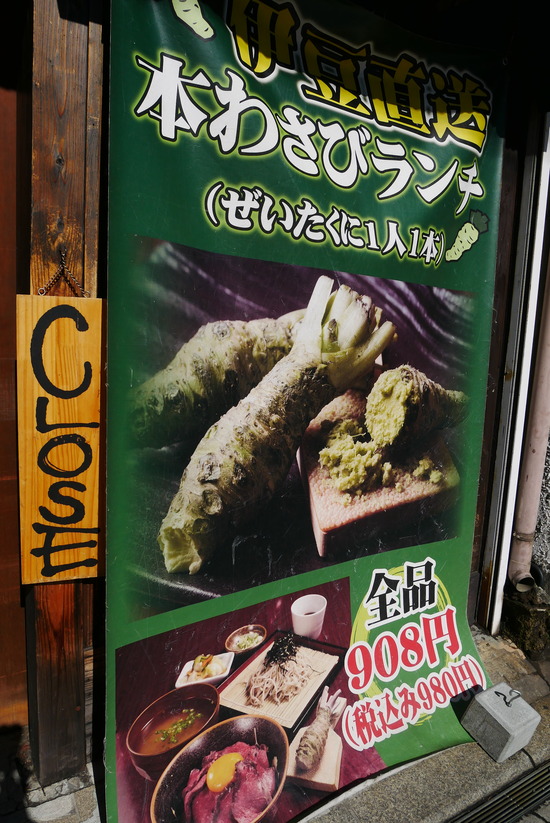 伊豆直送
本わさびランチ
(ぜいたくに1人1本)
CLOSE
全品
908円
(税込み980円)